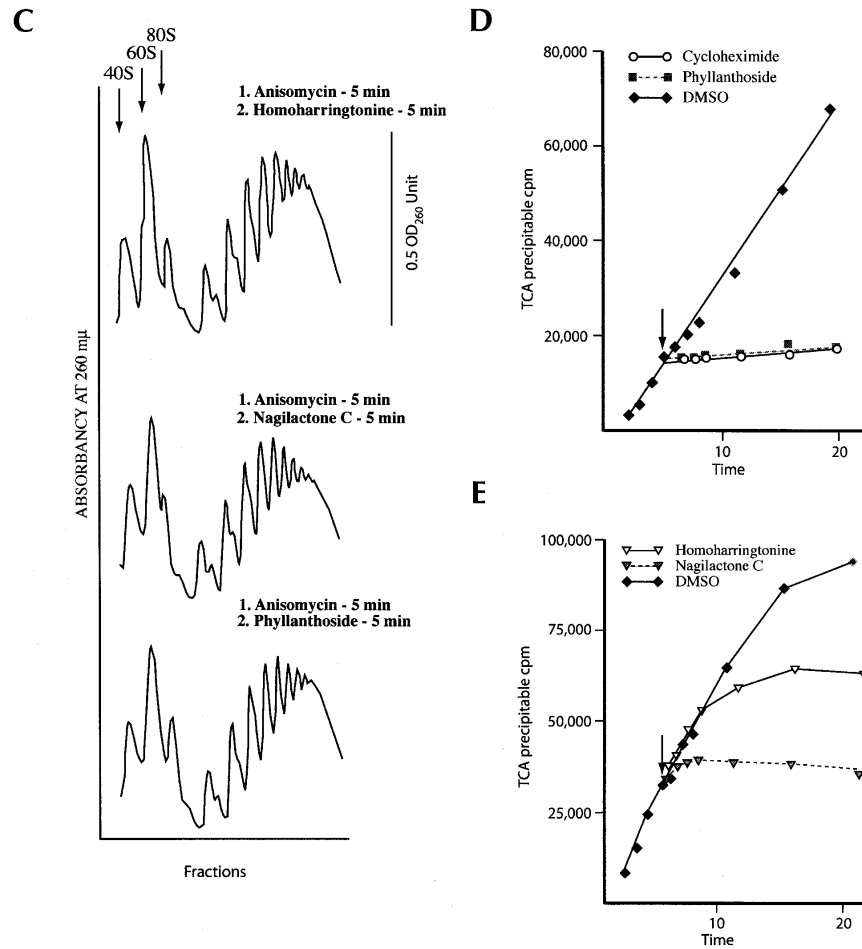 C
40S
60S
80S
1. Anisomycin - 5 min
2. Homoharringtonine - 5 min
0.5 OD260 Unit
ABSORBANCY AT 260 mμ
1. Anisomycin - 5 min
2. Nagilactone C - 5 min
1. Anisomycin - 5 min
2. Phyllanthoside - 5 min
Fractions
D
80,000
60,000
40,000
20,000
TCA precipitable cpm
Cycloheximide
Phyllanthoside
DMSO
10
20
Time
E
100,000
75,000
50,000
25,000
TCA precipitable cpm
Homoharringtonine
Nagilactone C
DMSO
10
20
Time